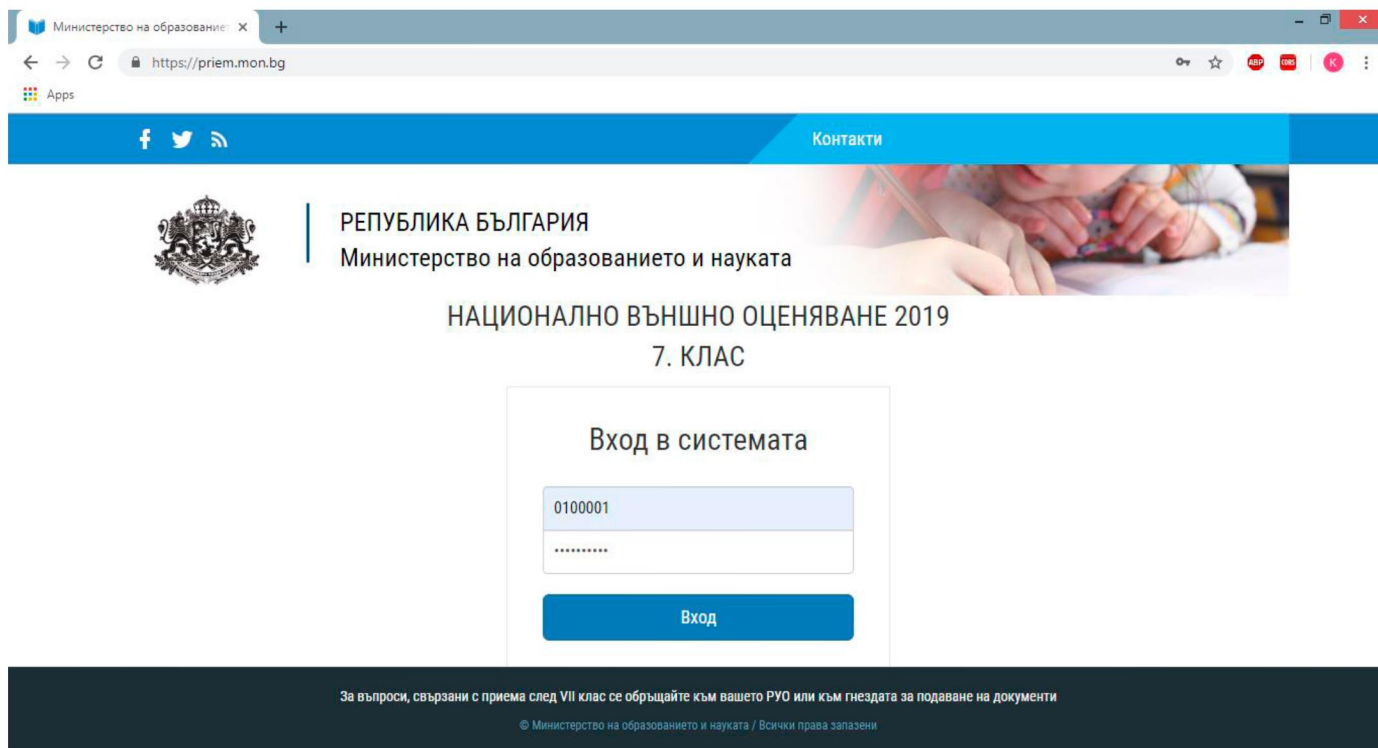 Министерство на образование
https://priem.mon.bg
ABP
CORS
K
Apps
Контакти
РЕПУБЛИКА БЪЛГАРИЯ
Министерство на образованието и науката
НАЦИОНАЛНО ВЪНШНО ОЦЕНЯВАНЕ 2019
7. КЛАС
Вход в системата
0100001
••••••••••
Вход
За въпроси, свързани с приема след VII клас се обръщайте към вашето РУО или към гнездата за подаване на документи
© Министерство на образованието и науката / Всички права запазени